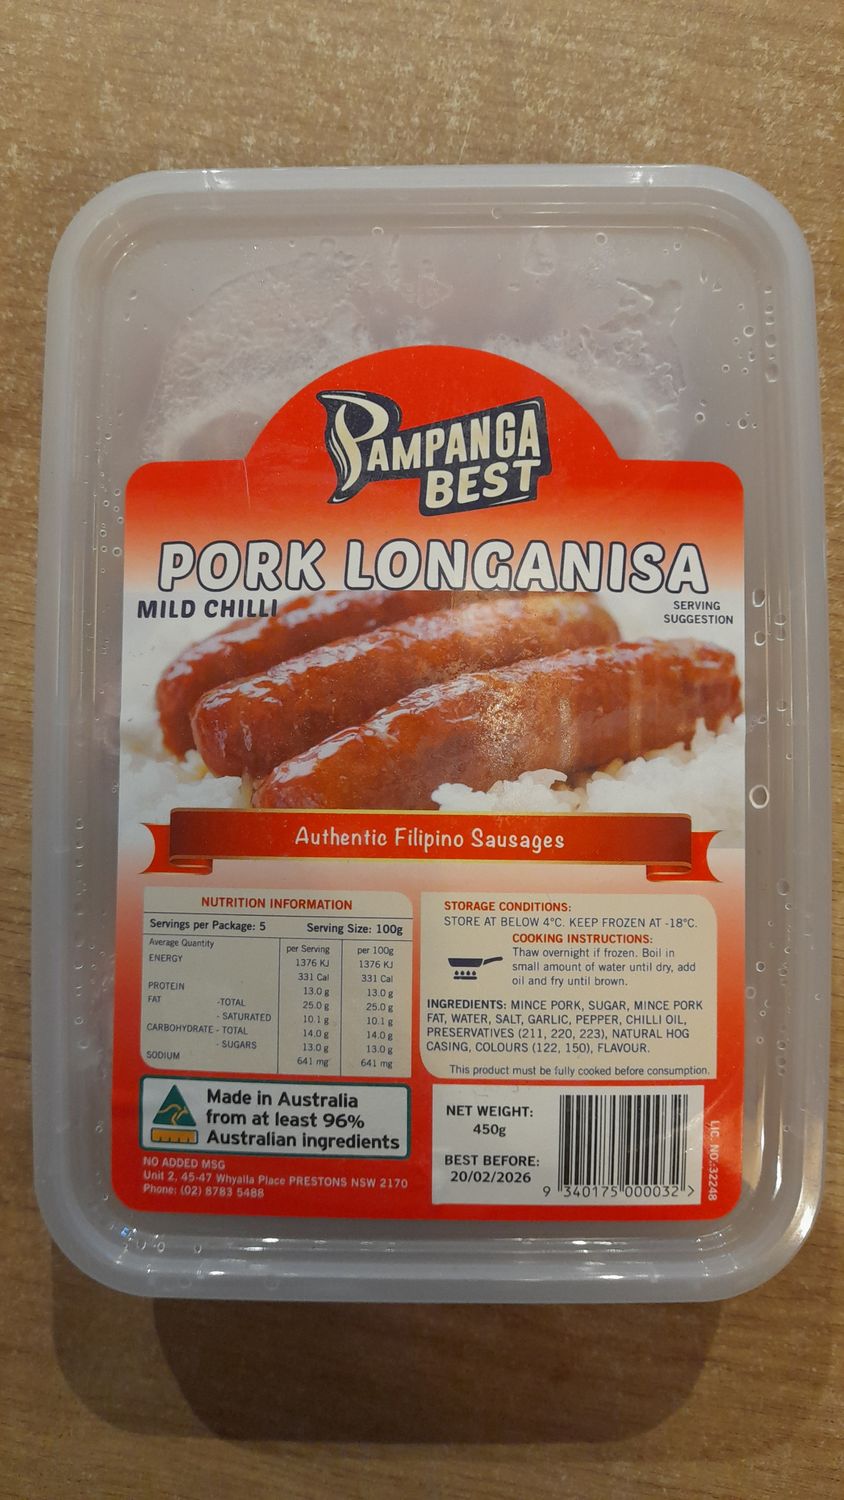 PAMPANGA
BEST
PORK LONGANISA
MILD CHILLI
SERVING
SUGGESTION
Authentic Filipino Sausages
NUTRITION INFORMATION
Servings per Package: 5 Serving Size: 100g
Average Quantity per Serving per 100g
ENERGY 1376 KJ 1376 KJ
331 Cal 331 Cal
PROTEIN 13.0 g 13.0 g
FAT -TOTAL 25.0 g 25.0 g
- SATURATED 10.1 g 10.1 g
CARBOHYDRATE - TOTAL 14.0 g 14.0 g
- SUGARS 13.0 g 13.0 g
SODIUM 641 mg 641 mg
STORAGE CONDITIONS:
STORE AT BELOW 4°C. KEEP FROZEN AT -18°C.
COOKING INSTRUCTIONS:
Thaw overnight if frozen. Boil in
small amount of water until dry, add
oil and fry until brown.
INGREDIENTS: MINCE PORK, SUGAR, MINCE PORK
FAT, WATER, SALT, GARLIC, PEPPER, CHILLI OIL,
PRESERVATIVES (211, 220, 223), NATURAL HOG
CASING, COLOURS (122, 150), FLAVOUR.
This product must be fully cooked before consumption.
Made in Australia
from at least 96%
Australian ingredients
NO ADDED MSG
Unit 2, 45-47 Whyalla Place PRESTONS NSW 2170
Phone: (02) 8783 5488
NET WEIGHT:
450g
BEST BEFORE:
20/02/2026
9 340175 000032 >
LIC. NO.:32248